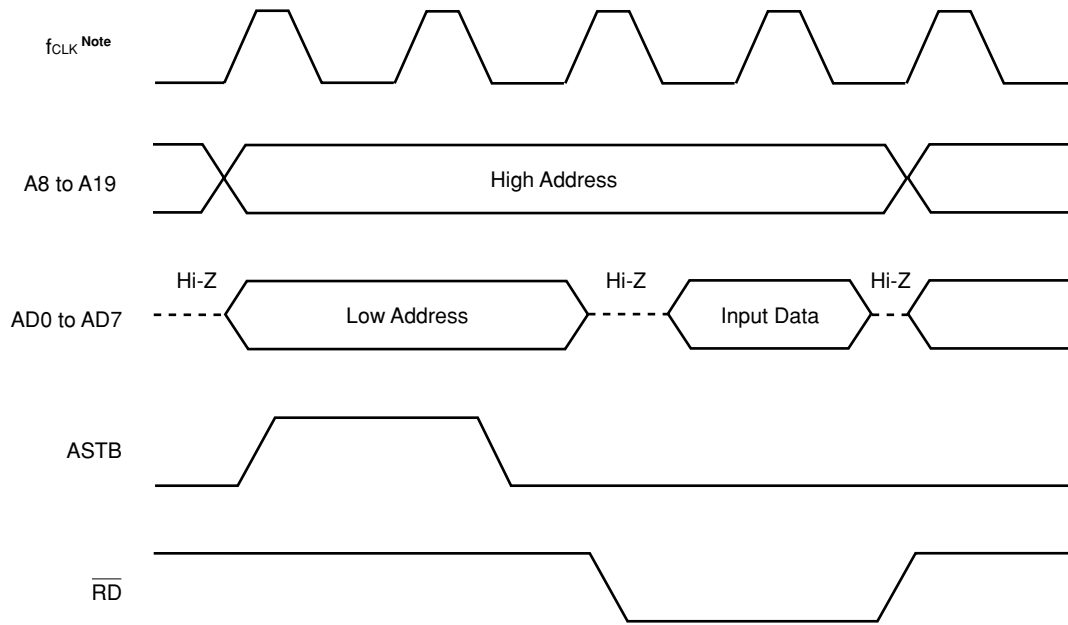 fCLK Note
A8 to A19
High Address
Hi-Z
Hi-Z
Hi-Z
AD0 to AD7
Low Address
Input Data
ASTB
RD